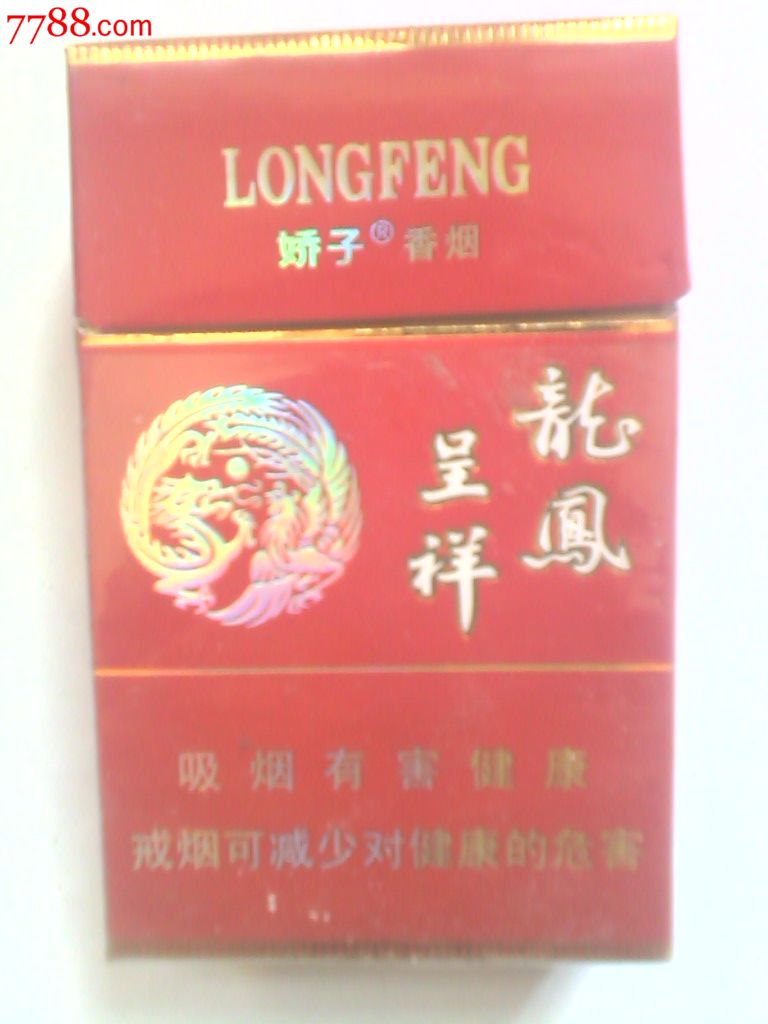 7788.com
LONGFENG
娇子® 香烟
龍鳳
呈祥
吸烟有害健康
戒烟可减少对健康的危害